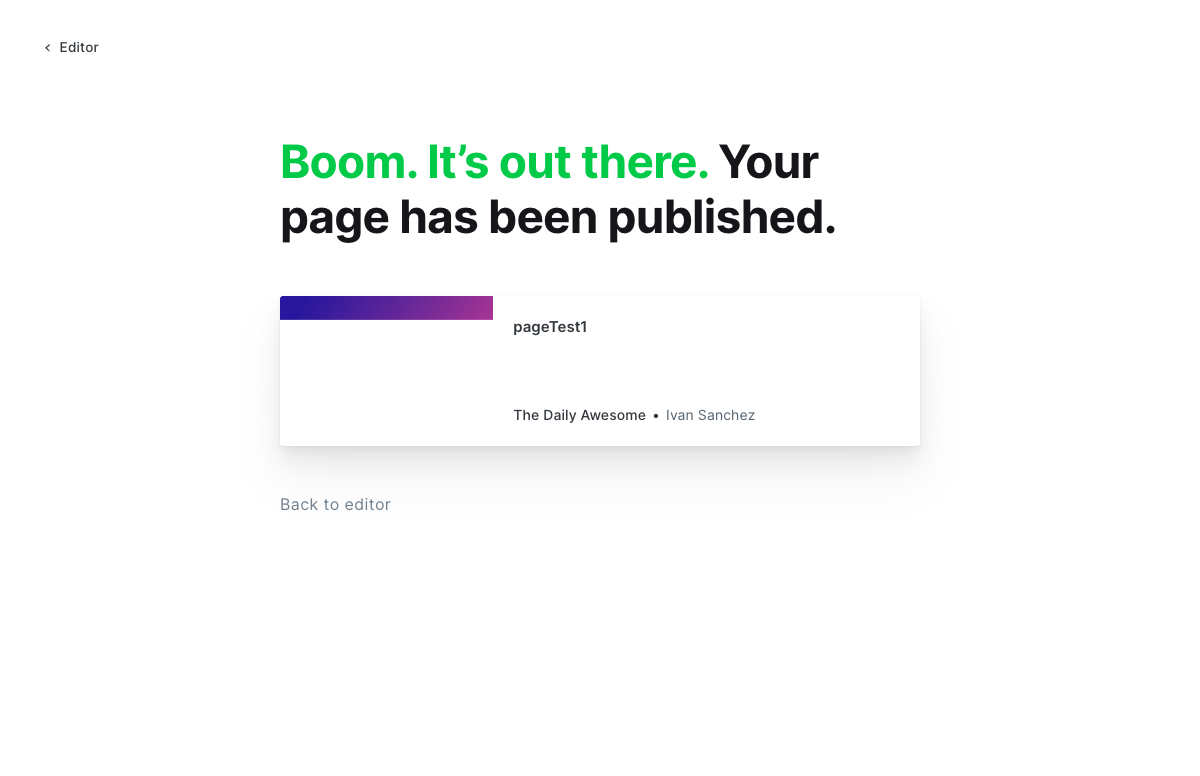 Editor
Boom. It’s out there. Your
page has been published.
pageTest1
The Daily Awesome • Ivan Sanchez
Back to editor